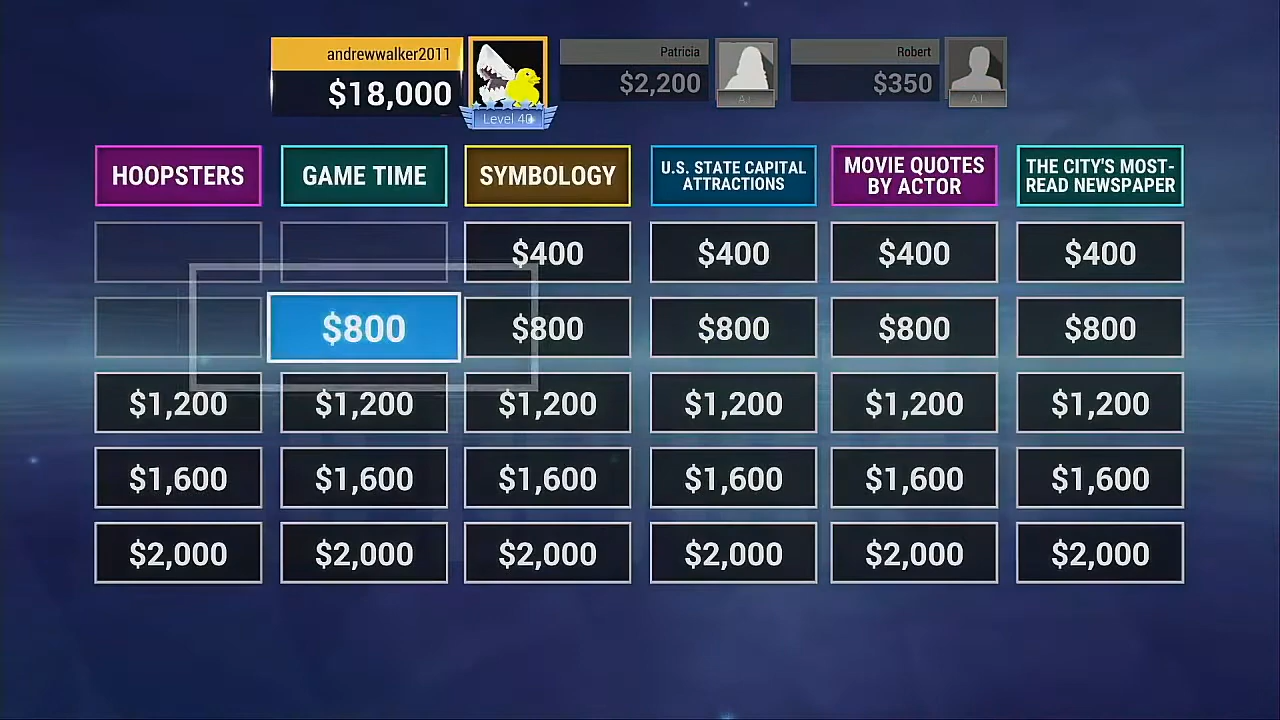 andrewwalker2011
$18,000
Level 40
Patricia
$2,200
AI
Robert
$350
AI
HOOPSTERS
GAME TIME
SYMBOLOGY
U.S. STATE CAPITAL
ATTRACTIONS
MOVIE QUOTES
BY ACTOR
THE CITY'S MOST-
READ NEWSPAPER
$400
$400
$400
$400
$800
$800
$800
$800
$800
$1,200
$1,200
$1,200
$1,200
$1,200
$1,200
$1,600
$1,600
$1,600
$1,600
$1,600
$1,600
$2,000
$2,000
$2,000
$2,000
$2,000
$2,000